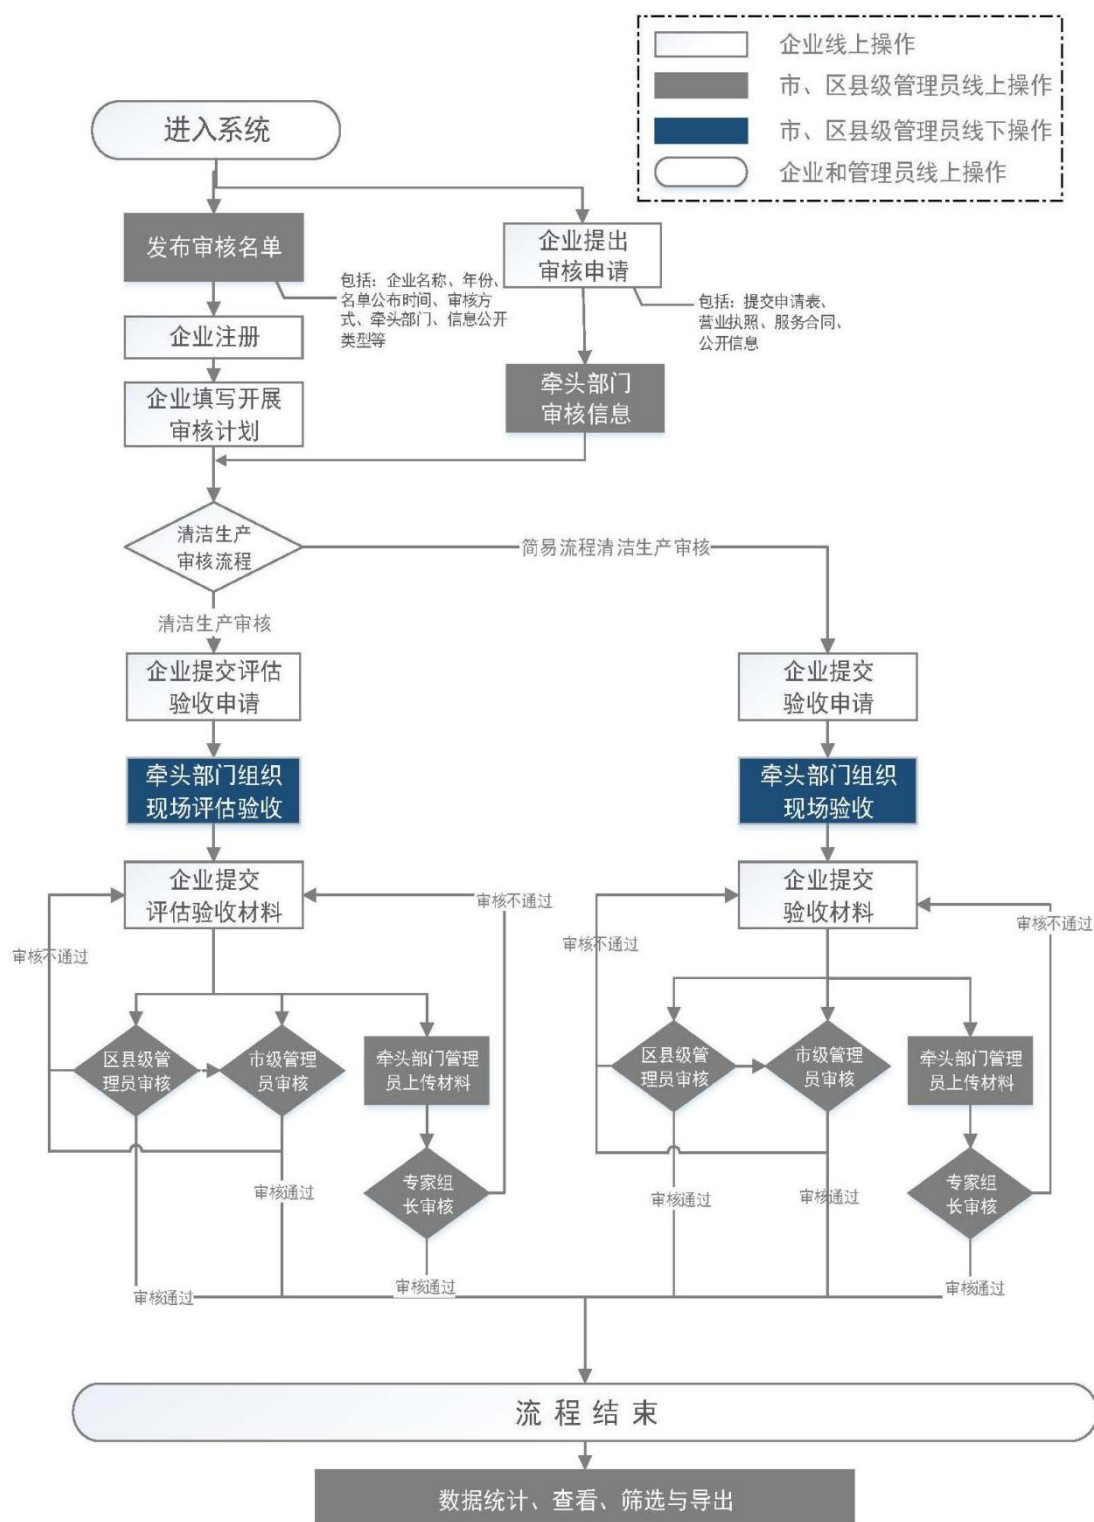 企业线上操作
市、区县级管理员线上操作
市、区县级管理员线下操作
企业和管理员线上操作
进入系统
发布审核名单
包括：企业名称、年份、
名单公布时间、审核方
式、牵头部门、信息公开
类型等
企业提出
审核申请
包括：提交申请表、
营业执照、服务合同、
公开信息
企业注册
企业填写开展
审核计划
牵头部门
审核信息
清洁生产
审核流程
简易流程清洁生产审核
清洁生产审核
企业提交评估
验收申请
牵头部门组织
现场评估验收
企业提交
评估验收材料
审核不通过
审核不通过
区县级管
理员审核
市级管理
员审核
牵头部门管理
员上传材料
专家组
长审核
审核通过
审核通过
审核通过
企业提交
验收申请
牵头部门组织
现场验收
企业提交
验收材料
审核不通过
审核不通过
区县级管
理员审核
市级管理
员审核
牵头部门管理
员上传材料
专家组
长审核
审核通过
审核通过
审核通过
流程结束
数据统计、查看、筛选与导出